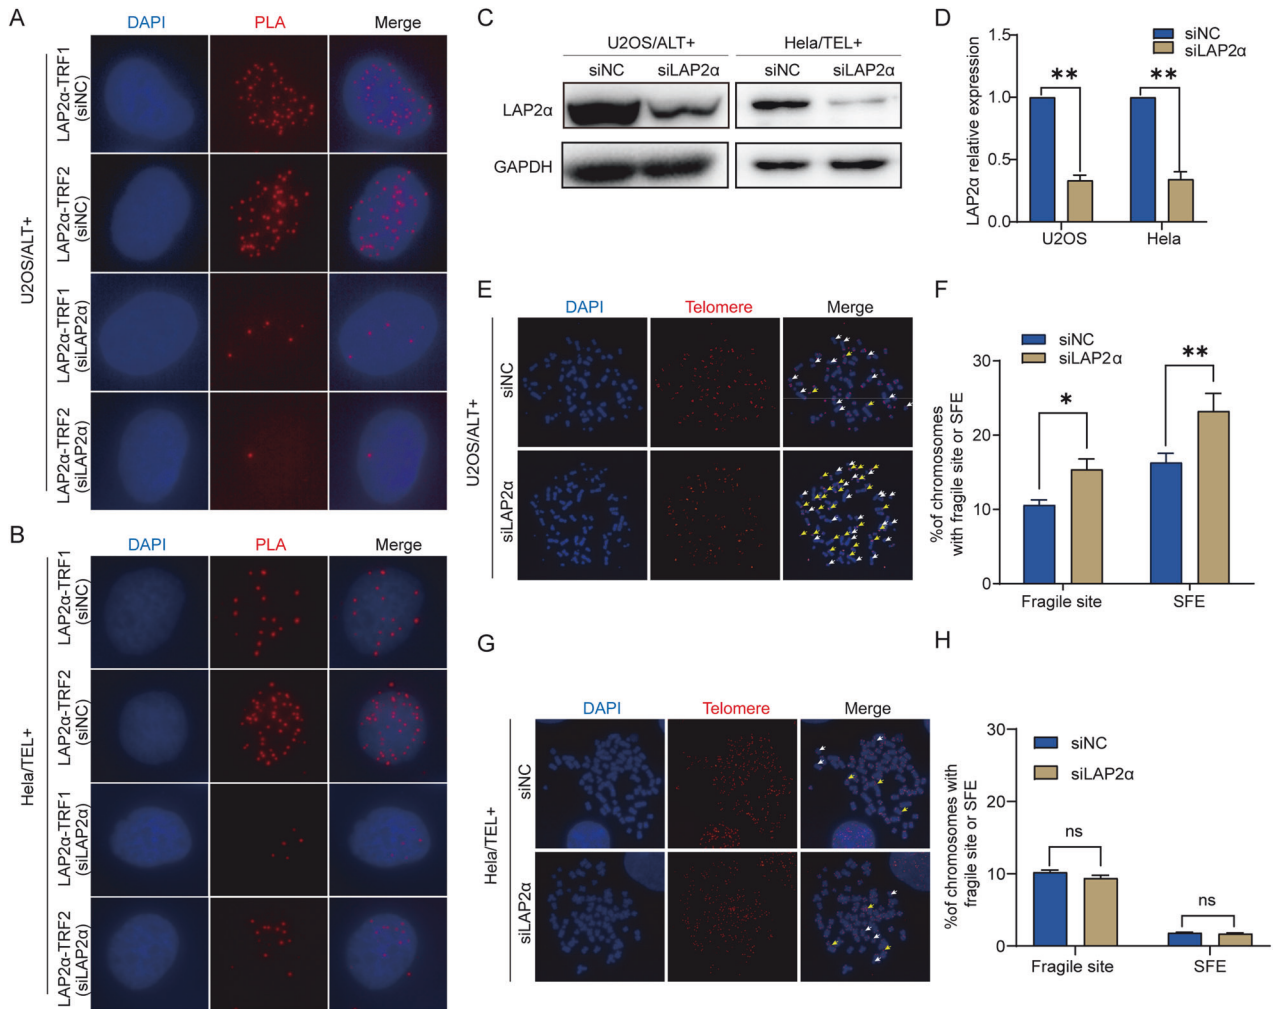 A
DAPI PLA Merge
U2OS/ALT+
LAP2α-TRF1
(siNC)
LAP2α-TRF2
(siNC)
LAP2α-TRF1
(siLAP2α)
LAP2α-TRF2
(siLAP2α)
B
DAPI PLA Merge
Hela/TEL+
LAP2α-TRF1
(siNC)
LAP2α-TRF2
(siNC)
LAP2α-TRF1
(siLAP2α)
LAP2α-TRF2
(siLAP2α)
C
U2OS/ALT+ Hela/TEL+
siNC siLAP2α siNC siLAP2α
LAP2α
GAPDH
D
siNC
siLAP2α
LAP2α relative expression
1.5
1.0
0.5
0.0
** **
U2OS Hela
E
DAPI Telomere Merge
U2OS/ALT+
siNC
siLAP2α
F
siNC
siLAP2α
%of chromosomes
with fragile site or SFE
30
20
10
0
* **
Fragile site SFE
G
DAPI Telomere Merge
Hela/TEL+
siNC
siLAP2α
H
siNC
siLAP2α
%of chromosomes with
fragile site or SFE
30
20
10
0
ns ns
Fragile site SFE